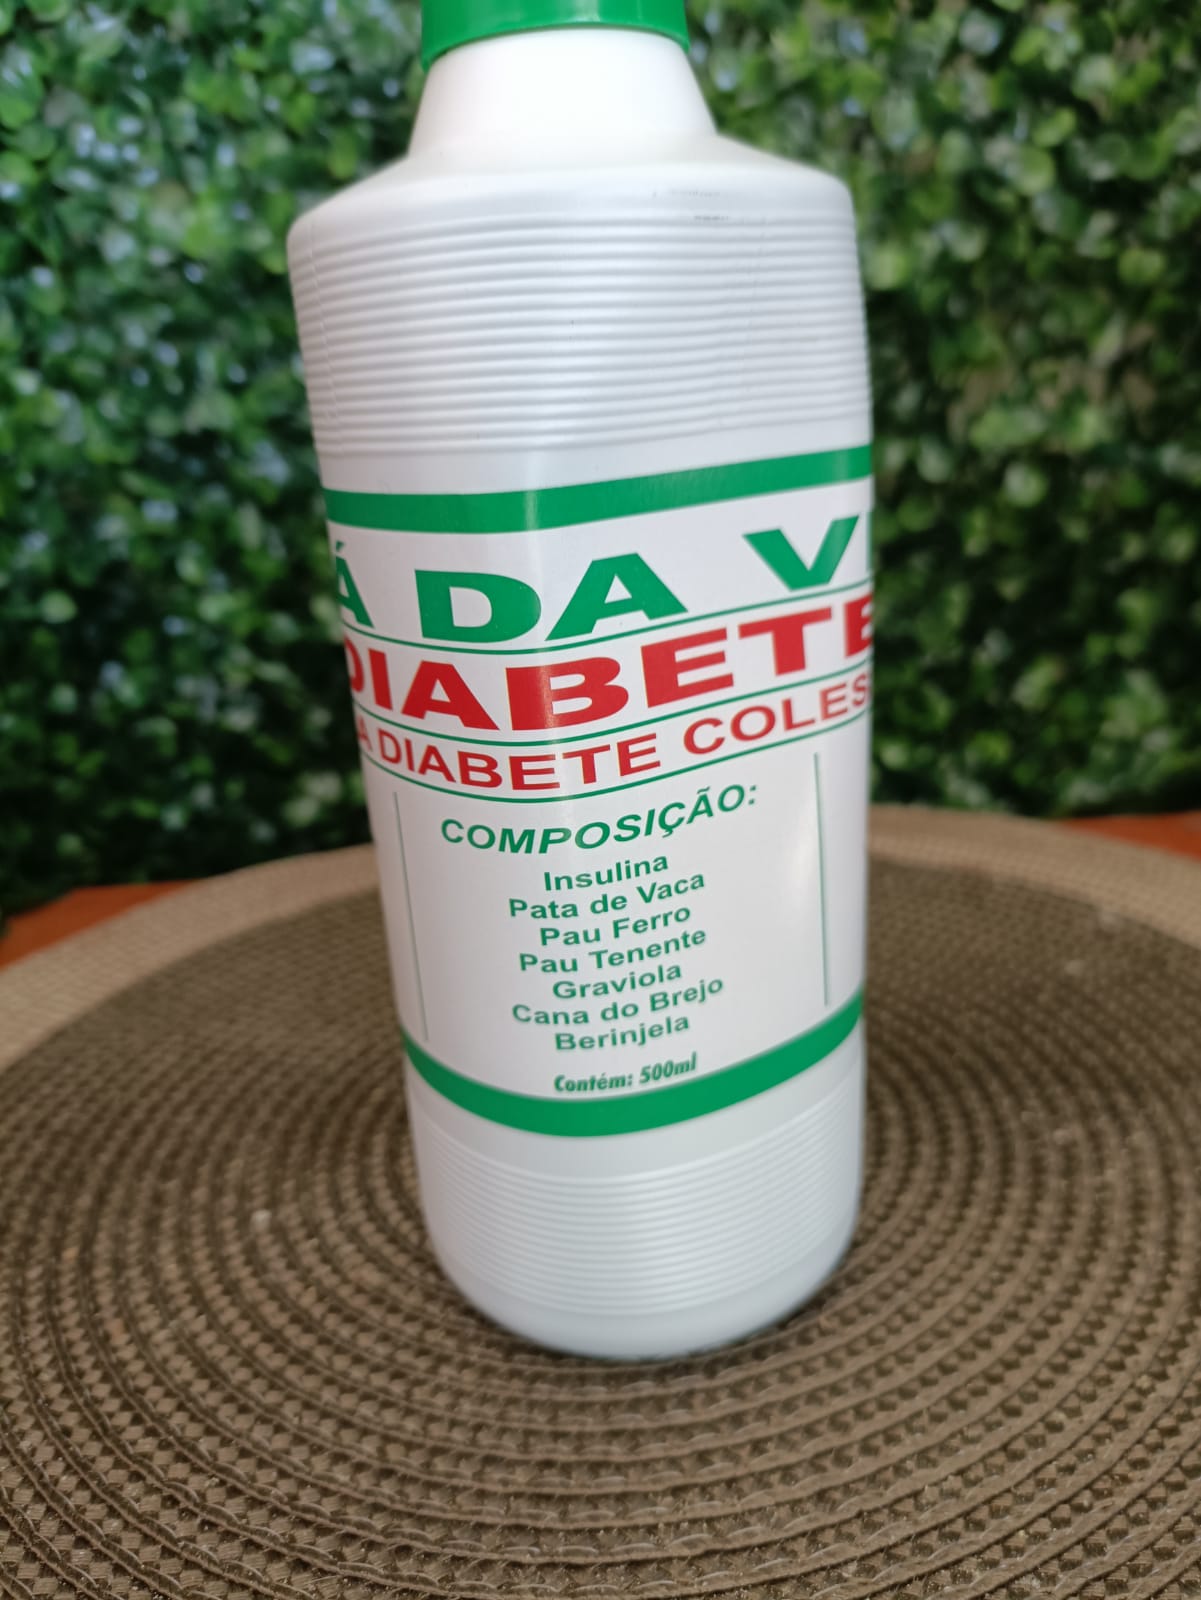 Á DA V
DIABETE
A DIABETE COLES
COMPOSIÇÃO:
Insulina
Pata de Vaca
Pau Ferro
Pau Tenente
Graviola
Cana do Brejo
Berinjela
Contém: 500ml